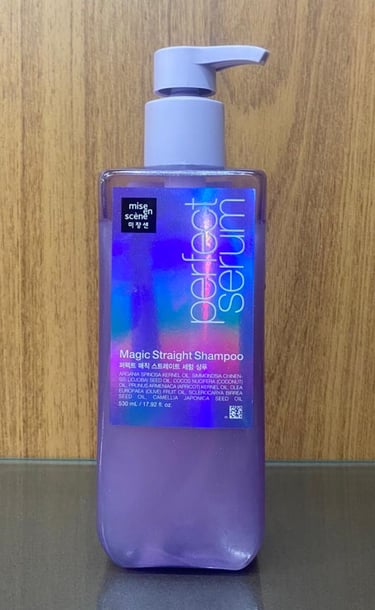 mise
en
scène
미쟝센
perfect
serum
Magic Straight Shampoo
퍼펙트 매직 스트레이트 세럼 샴푸
ARGANIA SPINOSA KERNEL OIL, SIMMONDSIA CHINEN-
SIS (JOJOBA) SEED OIL, COCOS NUCIFERA (COCONUT)
OIL, PRUNUS ARMENIACA (APRICOT) KERNEL OIL, OLEA
EUROPAEA (OLIVE) FRUIT OIL, SCLEROCARYA BIRREA
SEED OIL, CAMELLIA JAPONICA SEED OIL
530 mL / 17.92 fl. oz.